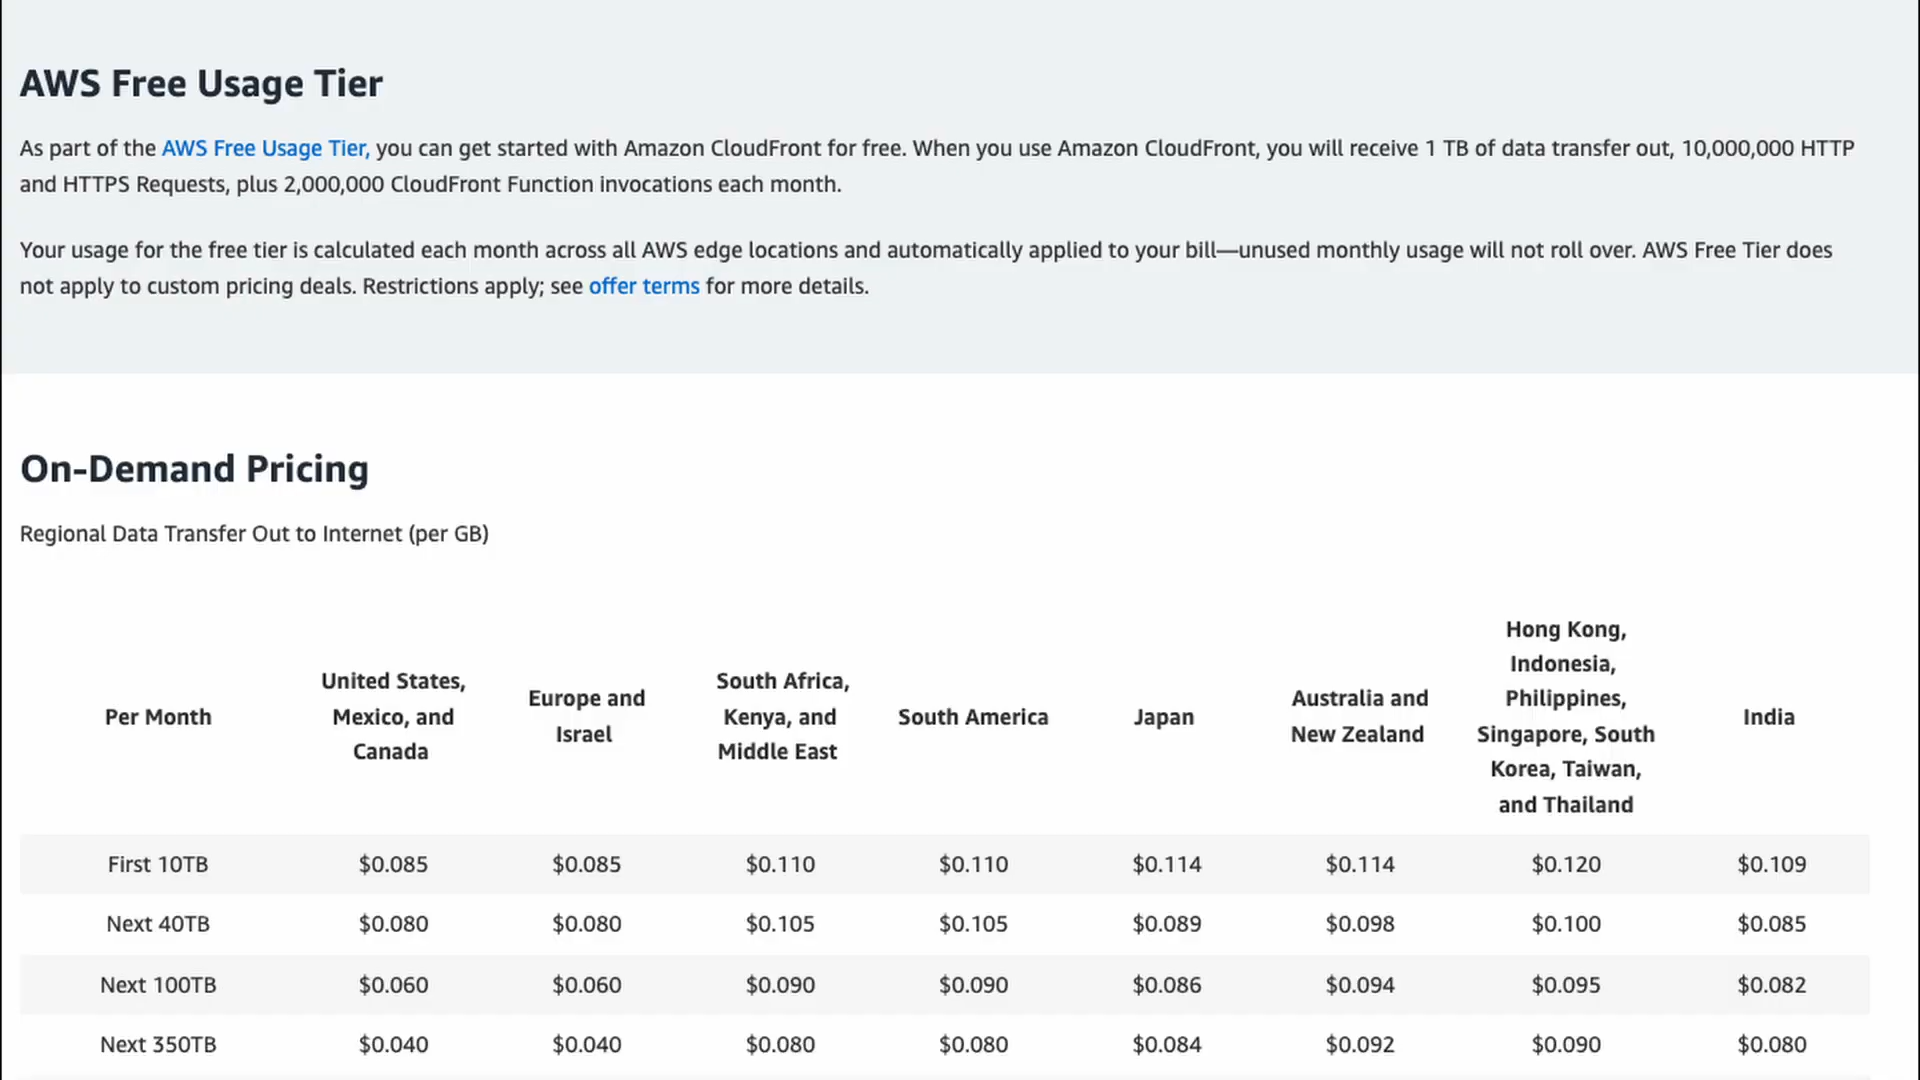 AWS Free Usage Tier
As part of the AWS Free Usage Tier, you can get started with Amazon CloudFront for free. When you use Amazon CloudFront, you will receive 1 TB of data transfer out, 10,000,000 HTTP
and HTTPS Requests, plus 2,000,000 CloudFront Function invocations each month.
Your usage for the free tier is calculated each month across all AWS edge locations and automatically applied to your bill—unused monthly usage will not roll over. AWS Free Tier does
not apply to custom pricing deals. Restrictions apply; see offer terms for more details.
On-Demand Pricing
Regional Data Transfer Out to Internet (per GB)
Per Month
United States,
Mexico, and
Canada
Europe and
Israel
South Africa,
Kenya, and
Middle East
South America
Japan
Australia and
New Zealand
Hong Kong,
Indonesia,
Philippines,
Singapore, South
Korea, Taiwan,
and Thailand
India
First 10TB $0.085 $0.085 $0.110 $0.110 $0.114 $0.114 $0.120 $0.109
Next 40TB $0.080 $0.080 $0.105 $0.105 $0.089 $0.098 $0.100 $0.085
Next 100TB $0.060 $0.060 $0.090 $0.090 $0.086 $0.094 $0.095 $0.082
Next 350TB $0.040 $0.040 $0.080 $0.080 $0.084 $0.092 $0.090 $0.080